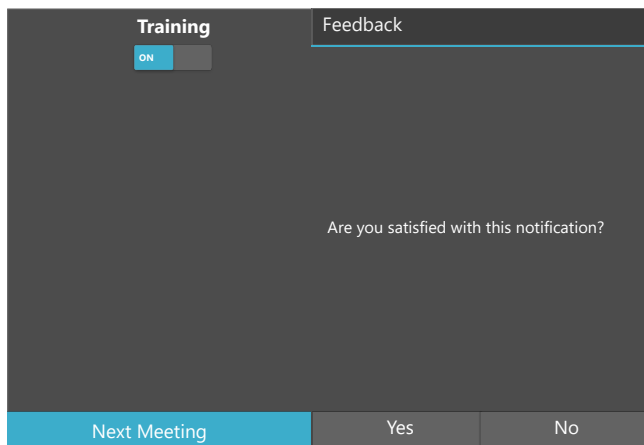 Training
ON
Feedback
Are you satisfied with this notification?
Next Meeting
Yes
No